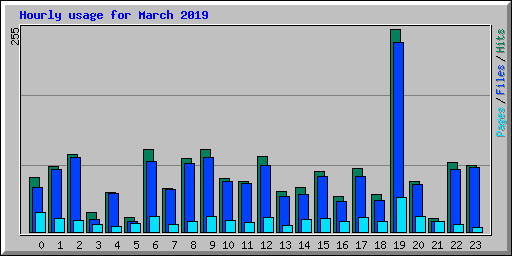 Hourly usage for March 2019
255
Pages / Files / Hits
0 1 2 3 4 5 6 7 8 9 10 11 12 13 14 15 16 17 18 19 20 21 22 23